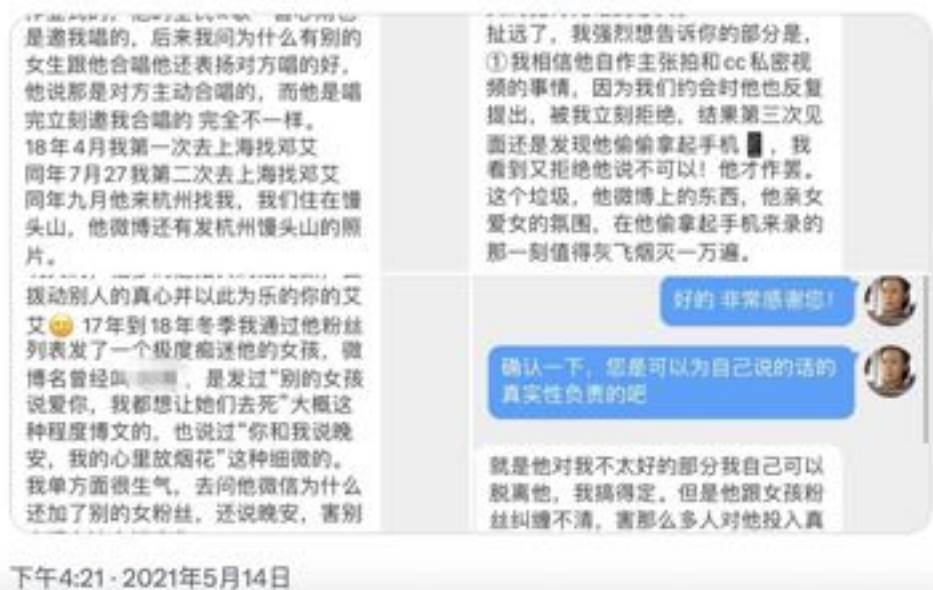 是邀我唱的，后来我问为什么有别的
女生跟他合唱他还表扬对方唱的好，
他说那是对方主动合唱的，而他是唱
完立刻邀我合唱的 完全不一样。
18年4月我第一次去上海找邓艾
同年7月27我第二次去上海找邓艾
同年九月他来杭州找我，我们住在馒
头山，他微博还有发杭州馒头山的照
片。
扯远了，我强烈想告诉你的部分是，
①我相信他自作主张拍和cc私密视
频的事情，因为我们约会时他也反复
提出，被我立刻拒绝，结果第三次见
面还是发现他偷偷拿起手机，我
看到又拒绝他说不可以！他才作罢。
这个垃圾，他微博上的东西，他亲女
爱女的氛围，在他偷拿起手机来录的
那一刻值得灰飞烟灭一万遍。
拨动别人的真心并以此为乐的你的艾
艾 17年到18年冬季我通过他粉丝
列表发了一个极度痴迷他的女孩，微
博名曾经叫，是发过“别的女孩
说爱你，我都想让她们去死”大概这
种程度博文的，也说过“你和我说晚
安，我的心里放烟花”这种细微的。
我单方面很生气，去问他微信为什么
还加了别的女粉丝，还说晚安，害别
好的 非常感谢您！
确认一下，您是可以为自己说的话的
真实性负责的吧
就是他对我不太好的部分我自己可以
脱离他，我搞得定。但是他跟女孩粉
丝纠缠不清，害那么多人对他投入真
下午4:21 · 2021年5月14日